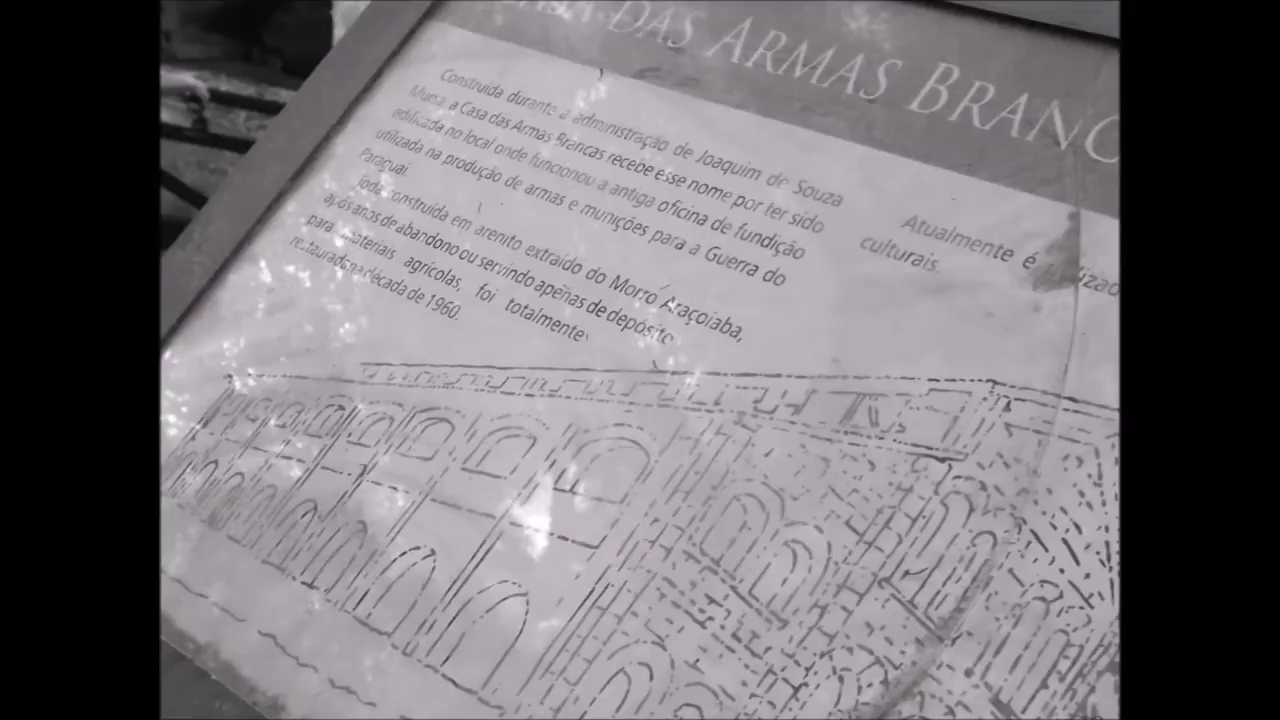 CASA DAS ARMAS BRANC
Construída durante a administração de Joaquim de Souza
Mursa, a Casa das Armas Brancas recebe esse nome por ter sido
edificada no local onde funcionou a antiga oficina de fundição
utilizada na produção de armas e munições para a Guerra do
Paraguai.
Toda construída em arenito extraído do Morro Araçoiaba,
após anos de abandono ou servindo apenas de depósito
para materiais agrícolas, foi totalmente
restaurada na década de 1960.
Atualmente é
culturais.